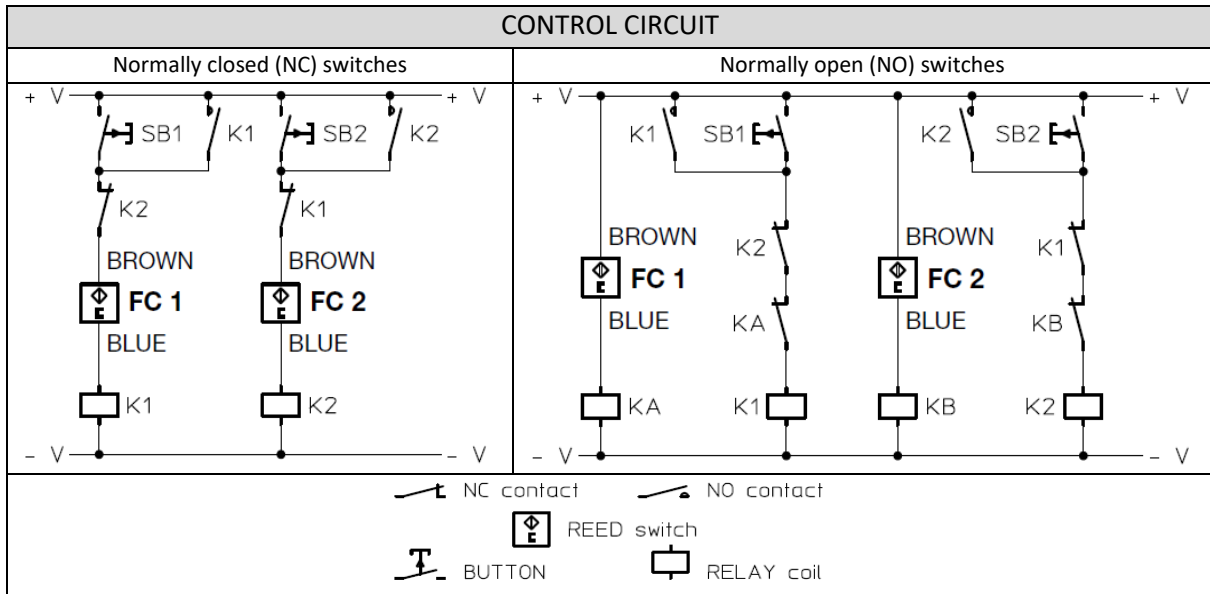 CONTROL CIRCUIT
Normally closed (NC) switches
Normally open (NO) switches
+ V
+ V
SB1
K1
SB2
K2
K2
K1
BROWN
BROWN
FC 1
FC 2
BLUE
BLUE
K1
K2
- V
- V
+ V
+ V
K1
SB1
K2
SB2
K2
K1
BROWN
BROWN
FC 1
FC 2
BLUE
KA
BLUE
KB
KA
K1
KB
K2
- V
- V
NC contact
NO contact
REED switch
BUTTON
RELAY coil